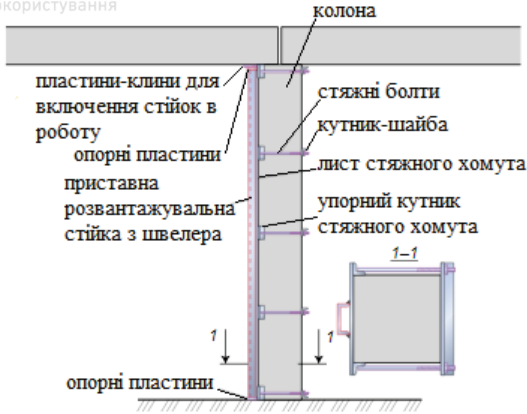 користування
колона
пластини-клини для
включення стійок в
роботу
опорні пластини
приставна
розвантажувальна
стійка з швелера
стяжні болти
кутник-шайба
лист стяжного хомута
упорний кутник
стяжного хомута
1–1
1
1
опорні пластини